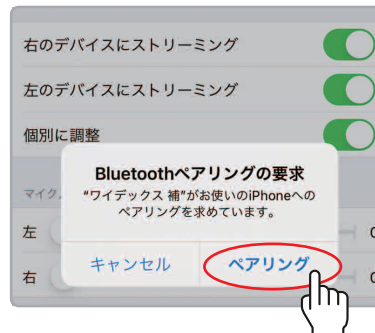 右のデバイスにストリーミング
左のデバイスにストリーミング
個別に調整
Bluetoothペアリングの要求
マイク
“ワイデックス 補”がお使いのiPhoneへの
ペアリングを求めています。
左
キャンセル ペアリング
右